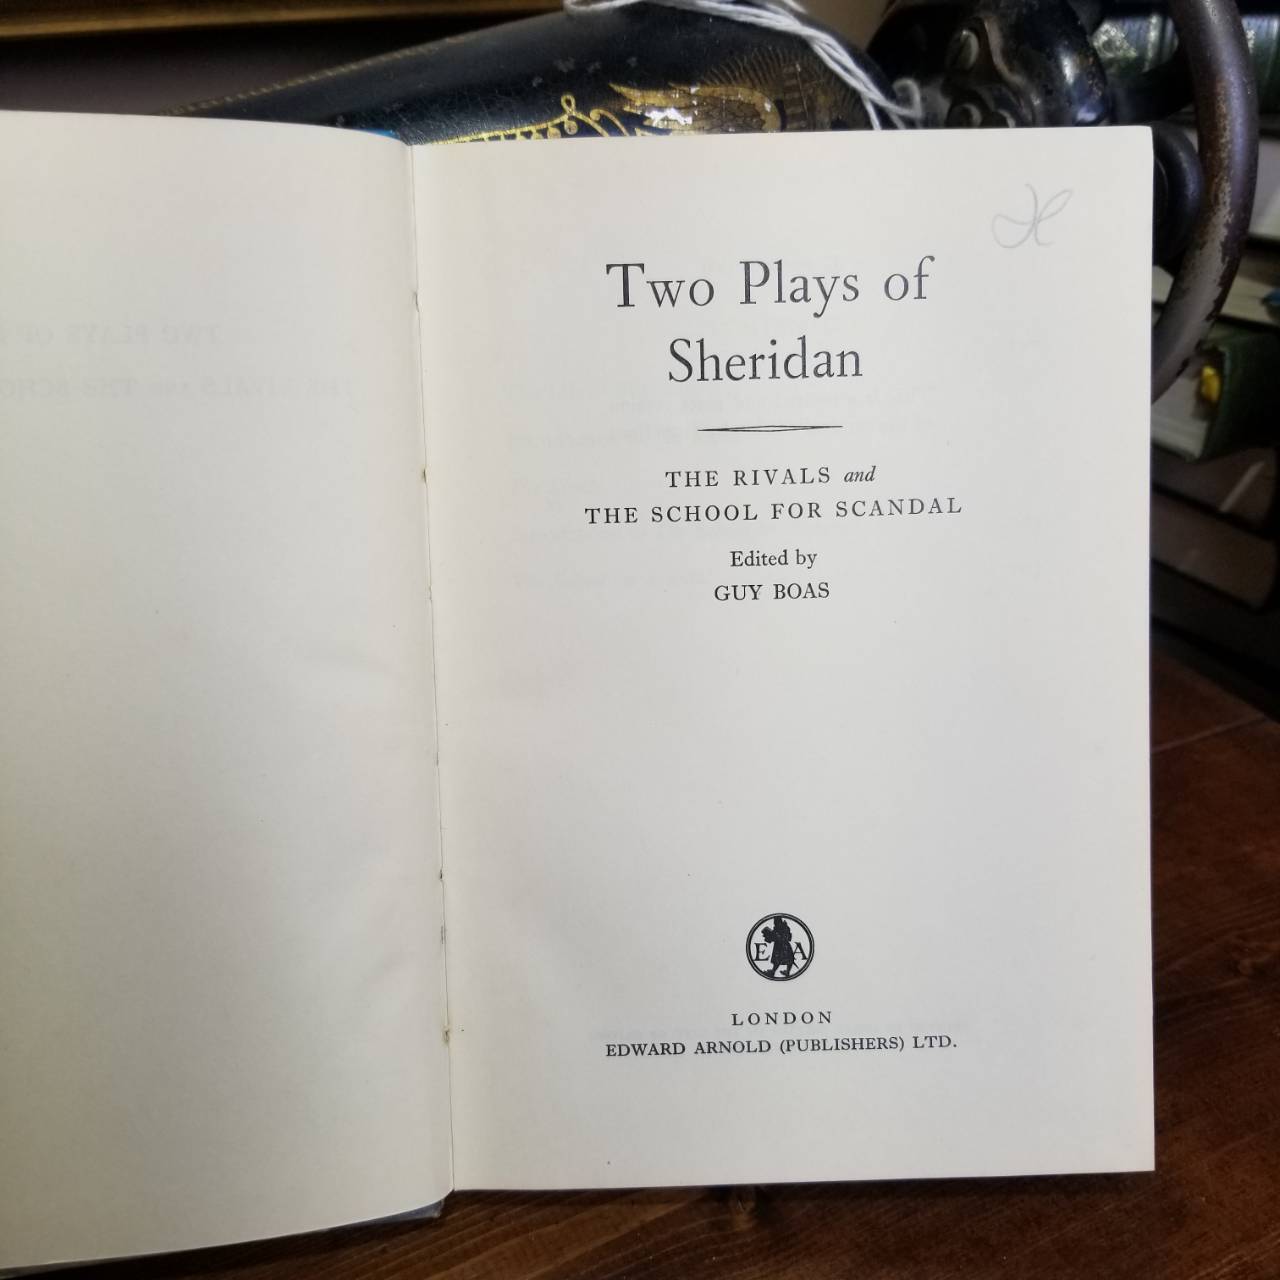 Two Plays of
Sheridan
THE RIVALS and
THE SCHOOL FOR SCANDAL
Edited by
GUY BOAS
E A
LONDON
EDWARD ARNOLD (PUBLISHERS) LTD.